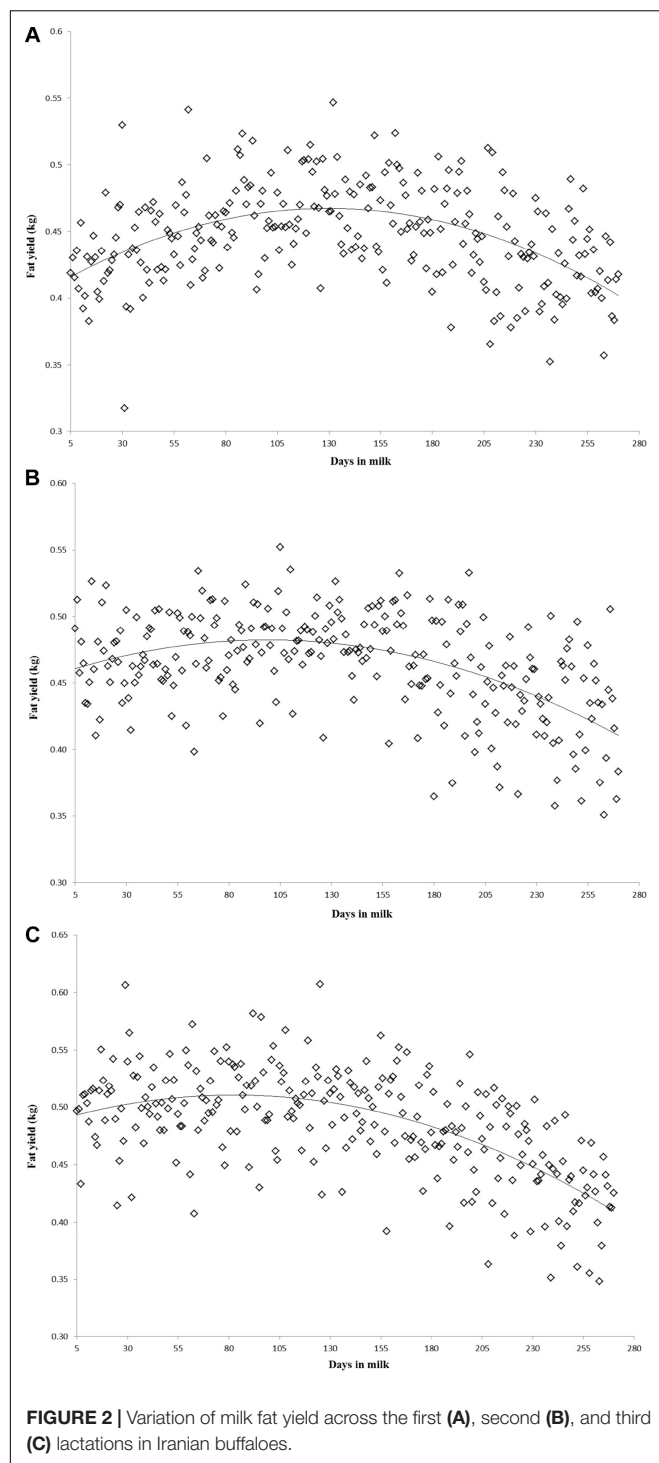 A
0.6
0.55
0.5
0.45
0.4
0.35
0.3
Fat yield (kg)
5 30 55 80 105 130 155 180 205 230 255 280
Days in milk
B
0.60
0.55
0.50
0.45
0.40
0.35
0.30
Fat yield (kg)
5 30 55 80 105 130 155 180 205 230 255 280
Days in milk
C
0.65
0.60
0.55
0.50
0.45
0.40
0.35
0.30
Fat yield (kg)
5 30 55 80 105 130 155 180 205 230 255 280
Days in milk
FIGURE 2 | Variation of milk fat yield across the first (A), second (B), and third
(C) lactations in Iranian buffaloes.